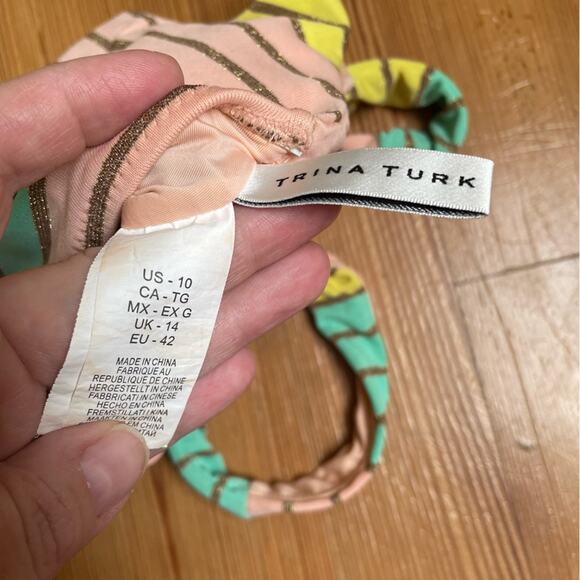 TRINA TURK
US - 10
CA - TG
MX - EX G
UK - 14
EU - 42
MADE IN CHINA
FABRIQUE AU
REPUBLIQUE DE CHINE
HERGESTELLT IN CHINA
FABBRICATI IN CINESE
HECHO EN CHINA
FREMSTILLAT I KINA